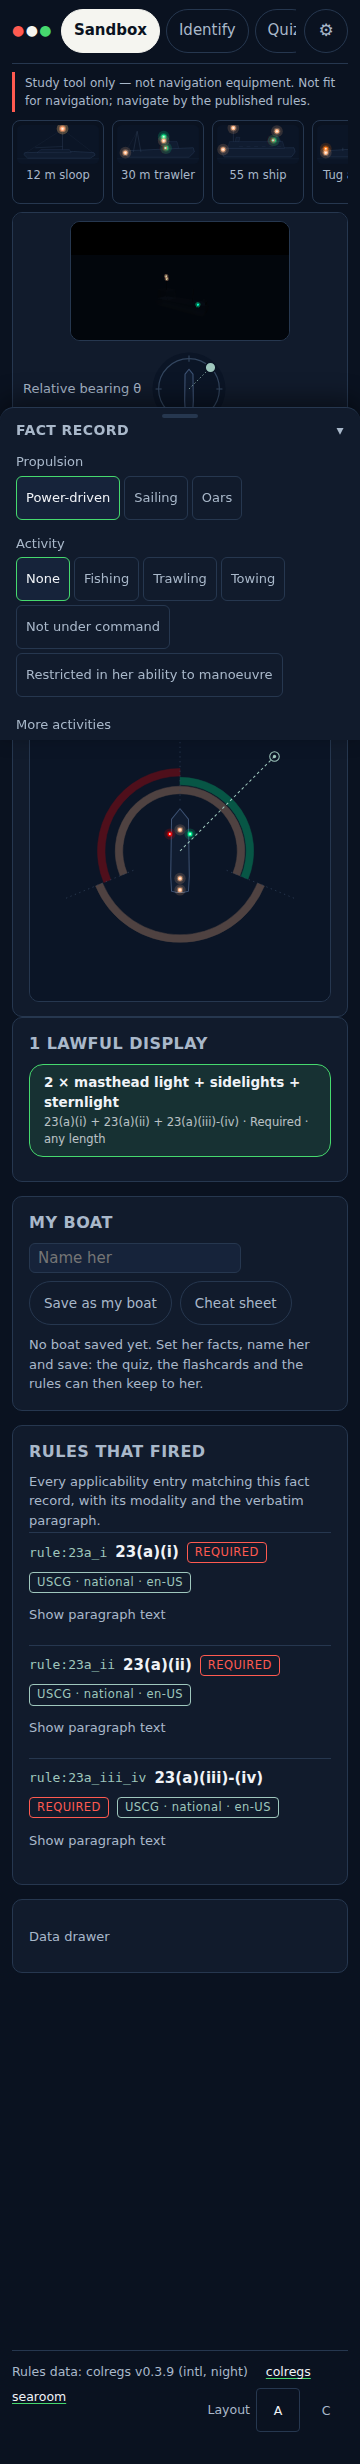 Sandbox Identify Quiz
Study tool only — not navigation equipment. Not fit
for navigation; navigate by the published rules.
12 m sloop 30 m trawler 55 m ship Tug
Relative bearing θ
FACT RECORD
Propulsion
Power-driven Sailing Oars
Activity
None Fishing Trawling Towing
Not under command
Restricted in her ability to manoeuvre
More activities
1 LAWFUL DISPLAY
2 × masthead light + sidelights +
sternlight
23(a)(i) + 23(a)(ii) + 23(a)(iii)-(iv) · Required ·
any length
MY BOAT
Name her
Save as my boat Cheat sheet
No boat saved yet. Set her facts, name her
and save: the quiz, the flashcards and the
rules can then keep to her.
RULES THAT FIRED
Every applicability entry matching this fact
record, with its modality and the verbatim
paragraph.
rule:23a_i 23(a)(i) REQUIRED
USCG · national · en-US
Show paragraph text
rule:23a_ii 23(a)(ii) REQUIRED
USCG · national · en-US
Show paragraph text
rule:23a_iii_iv 23(a)(iii)-(iv)
REQUIRED USCG · national · en-US
Show paragraph text
Data drawer
Rules data: colregs v0.3.9 (intl, night) colregs
searoom
Layout A C